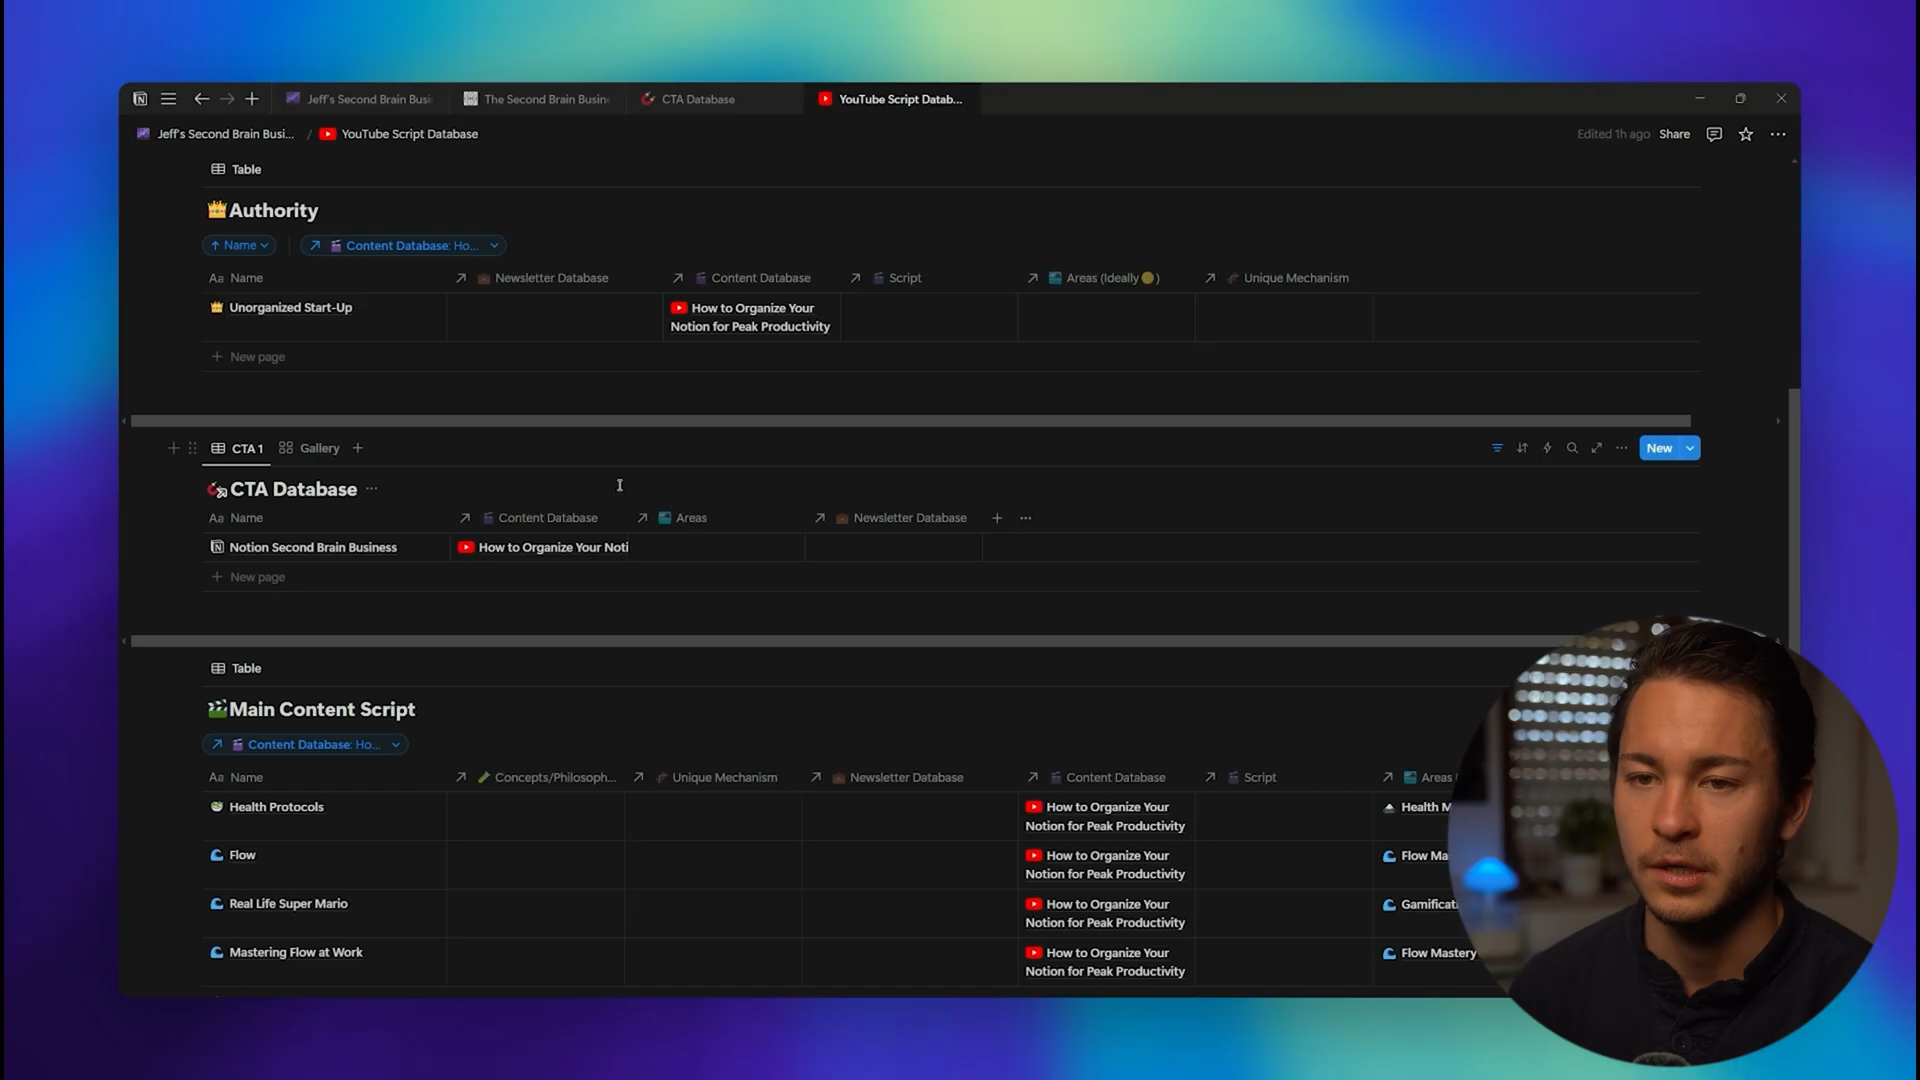 Jeff's Second Brain Busi
The Second Brain Busin
CTA Database
YouTube Script Datab...
Jeff's Second Brain Busi... / YouTube Script Database
Edited 1h ago Share
Table
Authority
Name
Content Database: Ho...
Aa Name
Newsletter Database
Content Database
Script
Areas (Ideally )
Unique Mechanism
Unorganized Start-Up
How to Organize Your
Notion for Peak Productivity
New page
CTA 1
Gallery
New
CTA Database
Aa Name
Content Database
Areas
Newsletter Database
Notion Second Brain Business
How to Organize Your Noti
New page
Table
Main Content Script
Content Database: Ho...
Aa Name
Concepts/Philosoph...
Unique Mechanism
Newsletter Database
Content Database
Script
Areas
Health Protocols
How to Organize Your
Notion for Peak Productivity
Health M
Flow
How to Organize Your
Notion for Peak Productivity
Flow Ma
Real Life Super Mario
How to Organize Your
Notion for Peak Productivity
Gamificat
Mastering Flow at Work
How to Organize Your
Notion for Peak Productivity
Flow Mastery